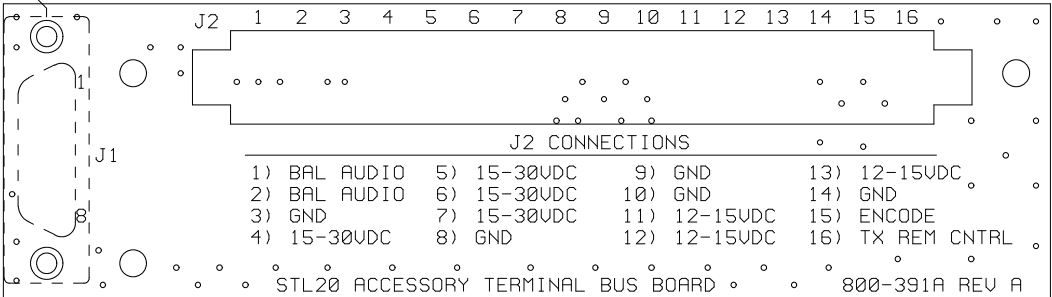 J2 1 2 3 4 5 6 7 8 9 10 11 12 13 14 15 16
1
J1
8
J2 CONNECTIONS
1) BAL AUDIO 5) 15-30VDC 9) GND 13) 12-15VDC
2) BAL AUDIO 6) 15-30VDC 10) GND 14) GND
3) GND 7) 15-30VDC 11) 12-15VDC 15) ENCODE
4) 15-30VDC 8) GND 12) 12-15VDC 16) TX REM CNTRL
STL20 ACCESSORY TERMINAL BUS BOARD 800-391A REV A